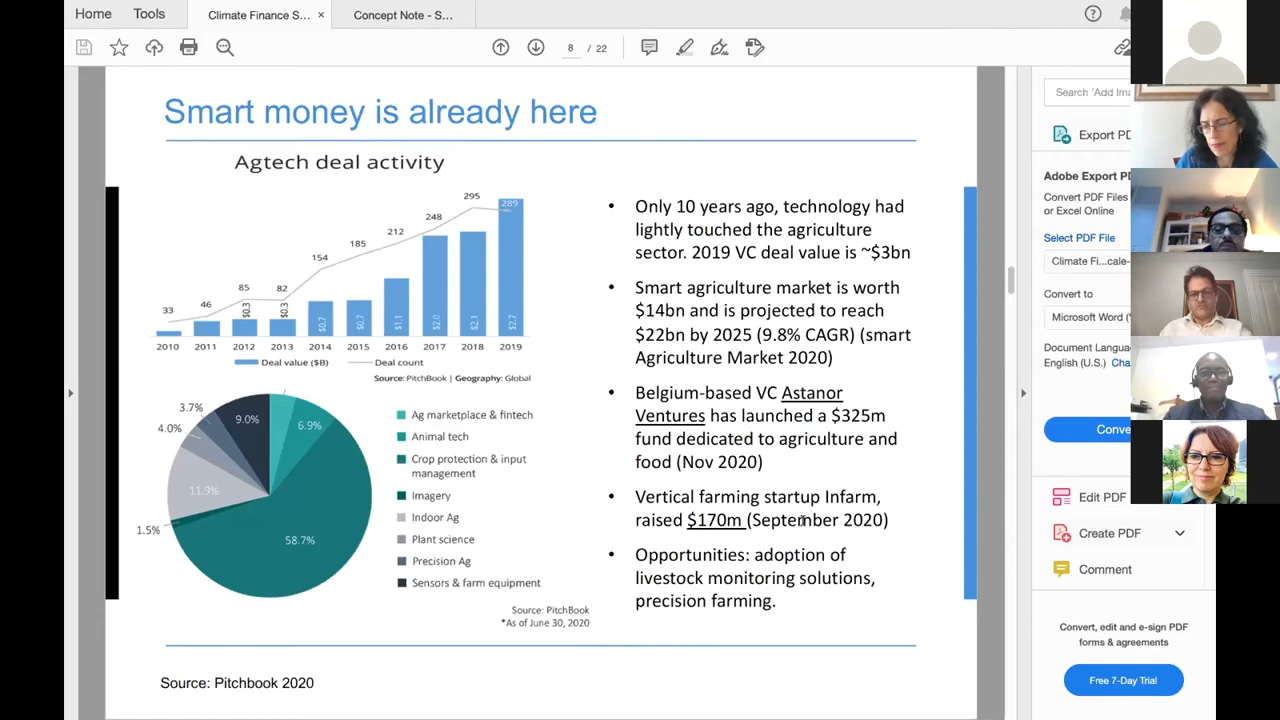 Home
Tools
Climate Finance S...
×
Concept Note - S...
8 / 22
Smart money is already here
Agtech deal activity
33
46
85
82
154
185
212
248
295
289
$0.3
$0.3
$0.7
$0.7
$1.1
$2.0
$2.1
$2.7
2010 2011 2012 2013 2014 2015 2016 2017 2018 2019
Deal value ($B) Deal count
Source: PitchBook | Geography: Global
3.7%
4.0%
9.0%
6.9%
11.9%
1.5%
58.7%
Ag marketplace & fintech
Animal tech
Crop protection & input
management
Imagery
Indoor Ag
Plant science
Precision Ag
Sensors & farm equipment
Source: PitchBook
*As of June 30, 2020
• Only 10 years ago, technology had
lightly touched the agriculture
sector. 2019 VC deal value is ~$3bn
• Smart agriculture market is worth
$14bn and is projected to reach
$22bn by 2025 (9.8% CAGR) (smart
Agriculture Market 2020)
• Belgium-based VC Astanor
Ventures has launched a $325m
fund dedicated to agriculture and
food (Nov 2020)
• Vertical farming startup Infarm,
raised $170m (September 2020)
• Opportunities: adoption of
livestock monitoring solutions,
precision farming.
Source: Pitchbook 2020
Search 'Add Ima
Export PD
Adobe Export P
Convert PDF Files
or Excel Online
Select PDF File
Climate Fi...cale-
Convert to
Microsoft Word (
Document Langua
English (U.S.) Cha
Conve
Edit PDF
Create PDF
Comment
Convert, edit and e-sign PDF
forms & agreements
Free 7-Day Trial